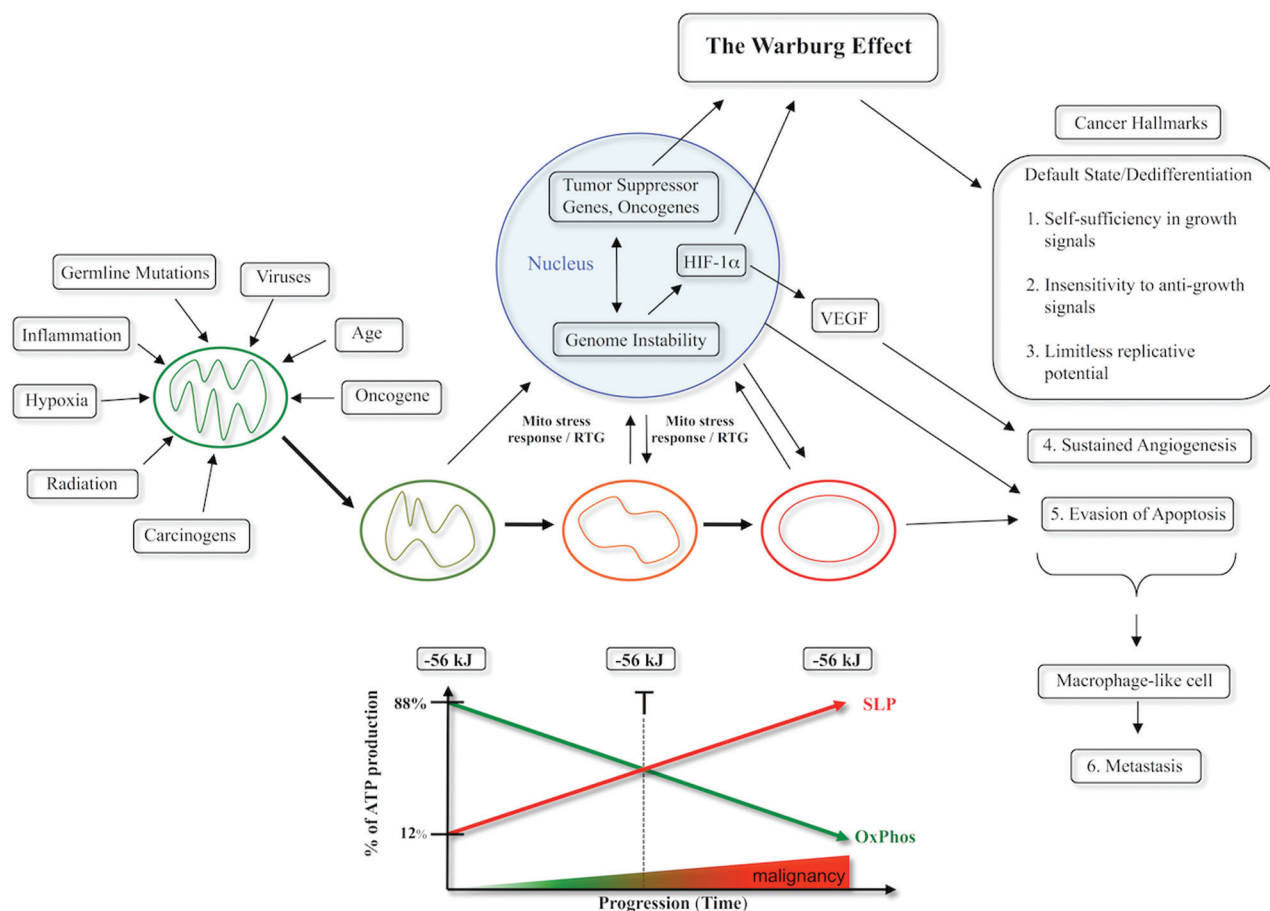 The Warburg Effect
Cancer Hallmarks
Default State/Dedifferentiation
1. Self-sufficiency in growth
signals
2. Insensitivity to anti-growth
signals
3. Limitless replicative
potential
Tumor Suppressor
Genes, Oncogenes
Nucleus
HIF-1α
Genome Instability
VEGF
Germline Mutations
Viruses
Inflammation
Age
Hypoxia
Oncogene
Radiation
Carcinogens
Mito stress
response / RTG
Mito stress
response / RTG
4. Sustained Angiogenesis
5. Evasion of Apoptosis
Macrophage-like cell
6. Metastasis
-56 kJ
-56 kJ
-56 kJ
88%
SLP
% of ATP production
12%
OxPhos
malignancy
Progression (Time)